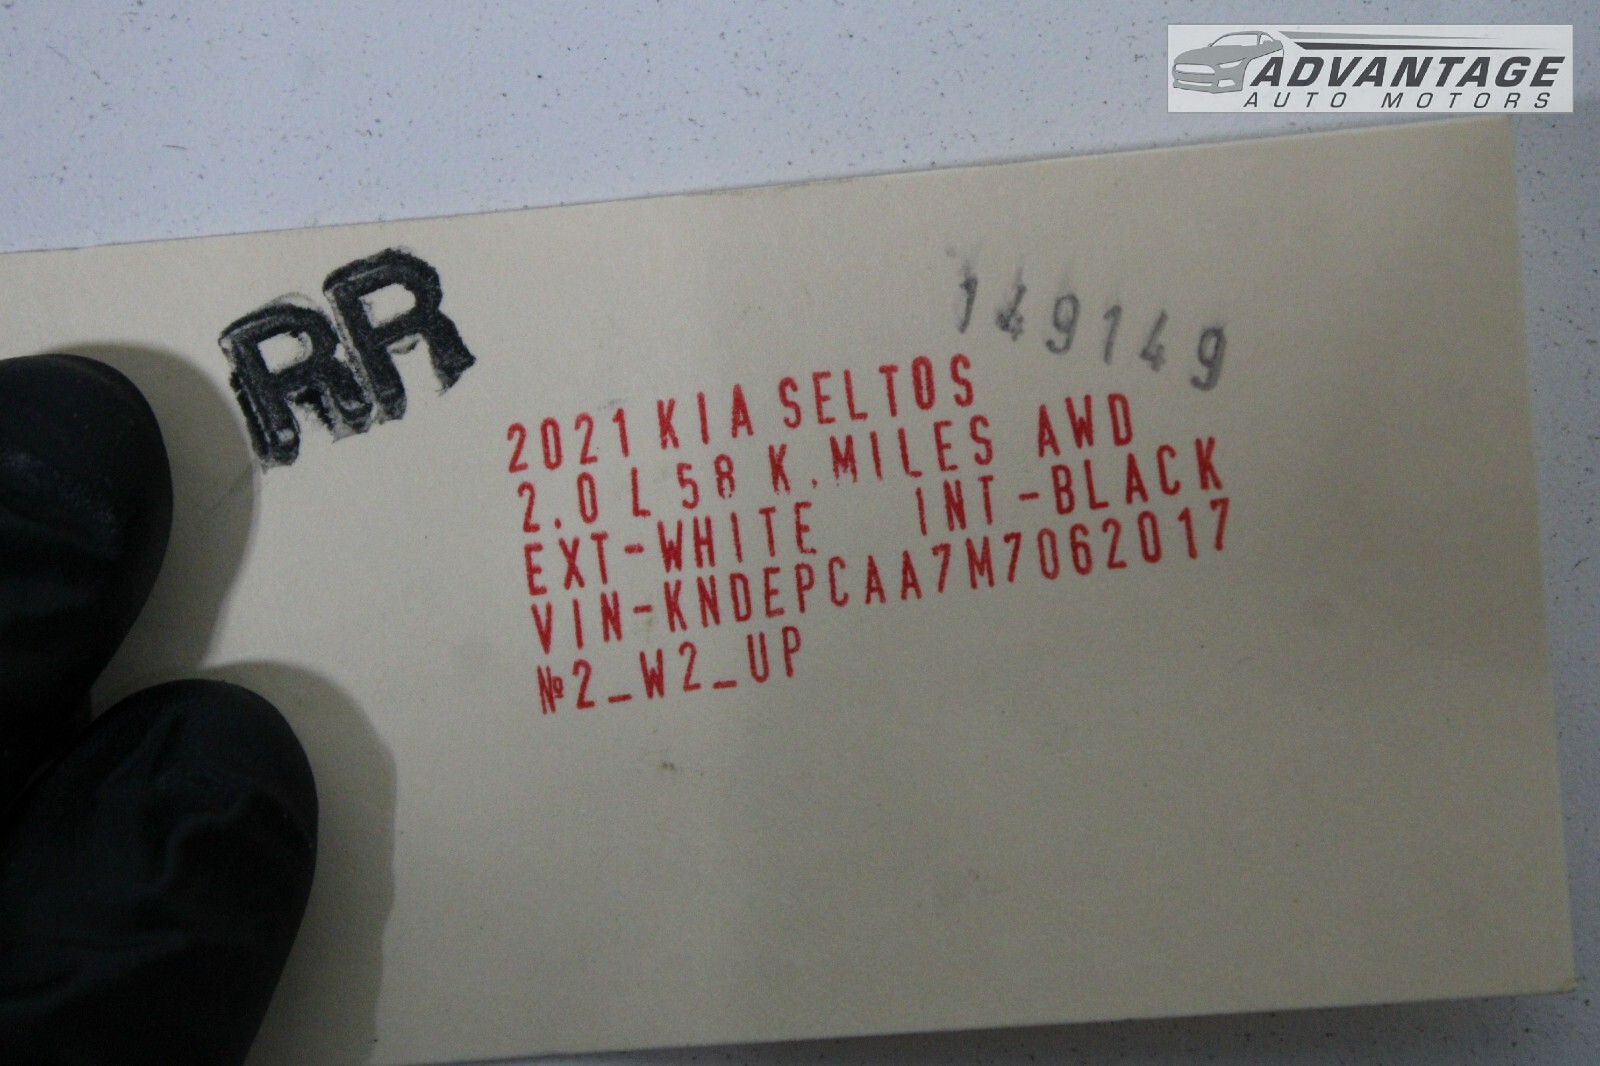 ADVANTAGE
AUTO MOTORS
RR
149149
2021 KIA SELTOS
2.0 L 58 K.MILES AWD
EXT-WHITE INT-BLACK
VIN-KNDEPCAA7M7062017
№2_W2_UP